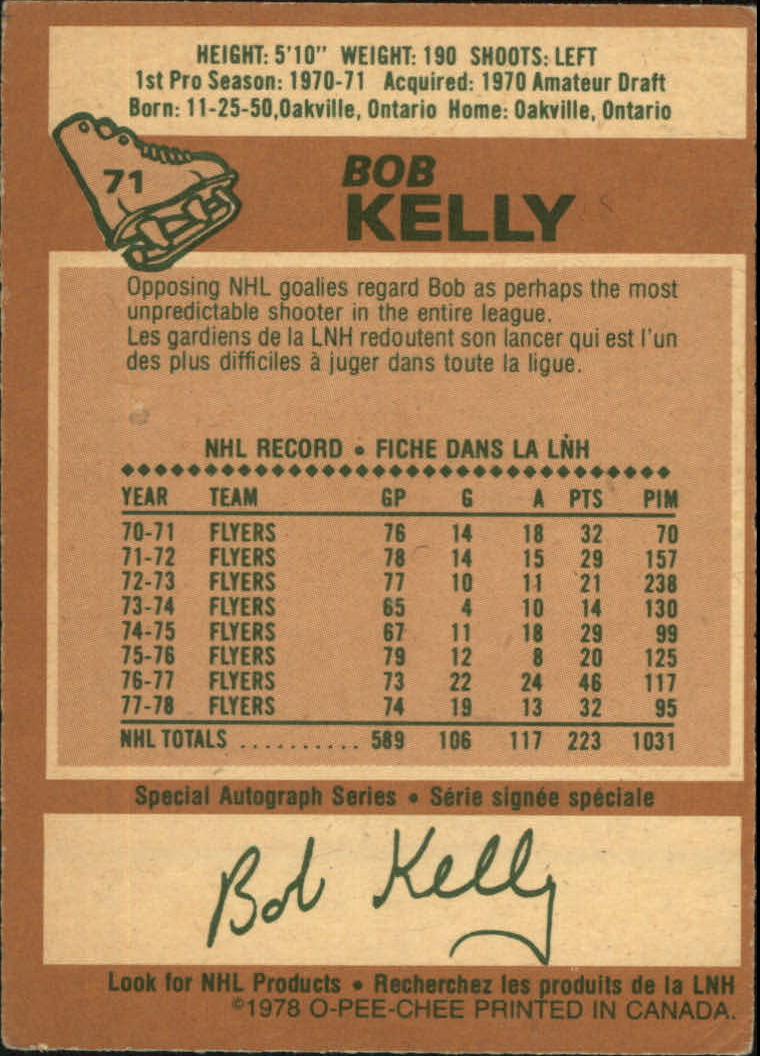 HEIGHT: 5'10" WEIGHT: 190 SHOOTS: LEFT
1st Pro Season: 1970-71 Acquired: 1970 Amateur Draft
Born: 11-25-50,Oakville, Ontario Home: Oakville, Ontario
71
BOB
KELLY
Opposing NHL goalies regard Bob as perhaps the most
unpredictable shooter in the entire league.
Les gardiens de la LNH redoutent son lancer qui est l'un
des plus difficiles à juger dans toute la ligue.
NHL RECORD • FICHE DANS LA LNH
YEAR TEAM GP G A PTS PIM
70-71 FLYERS 76 14 18 32 70
71-72 FLYERS 78 14 15 29 157
72-73 FLYERS 77 10 11 21 238
73-74 FLYERS 65 4 10 14 130
74-75 FLYERS 67 11 18 29 99
75-76 FLYERS 79 12 8 20 125
76-77 FLYERS 73 22 24 46 117
77-78 FLYERS 74 19 13 32 95
NHL TOTALS .......... 589 106 117 223 1031
Special Autograph Series • Série signée spéciale
Bob Kelly
Look for NHL Products • Recherchez les produits de la LNH
©1978 O-PEE-CHEE PRINTED IN CANADA.